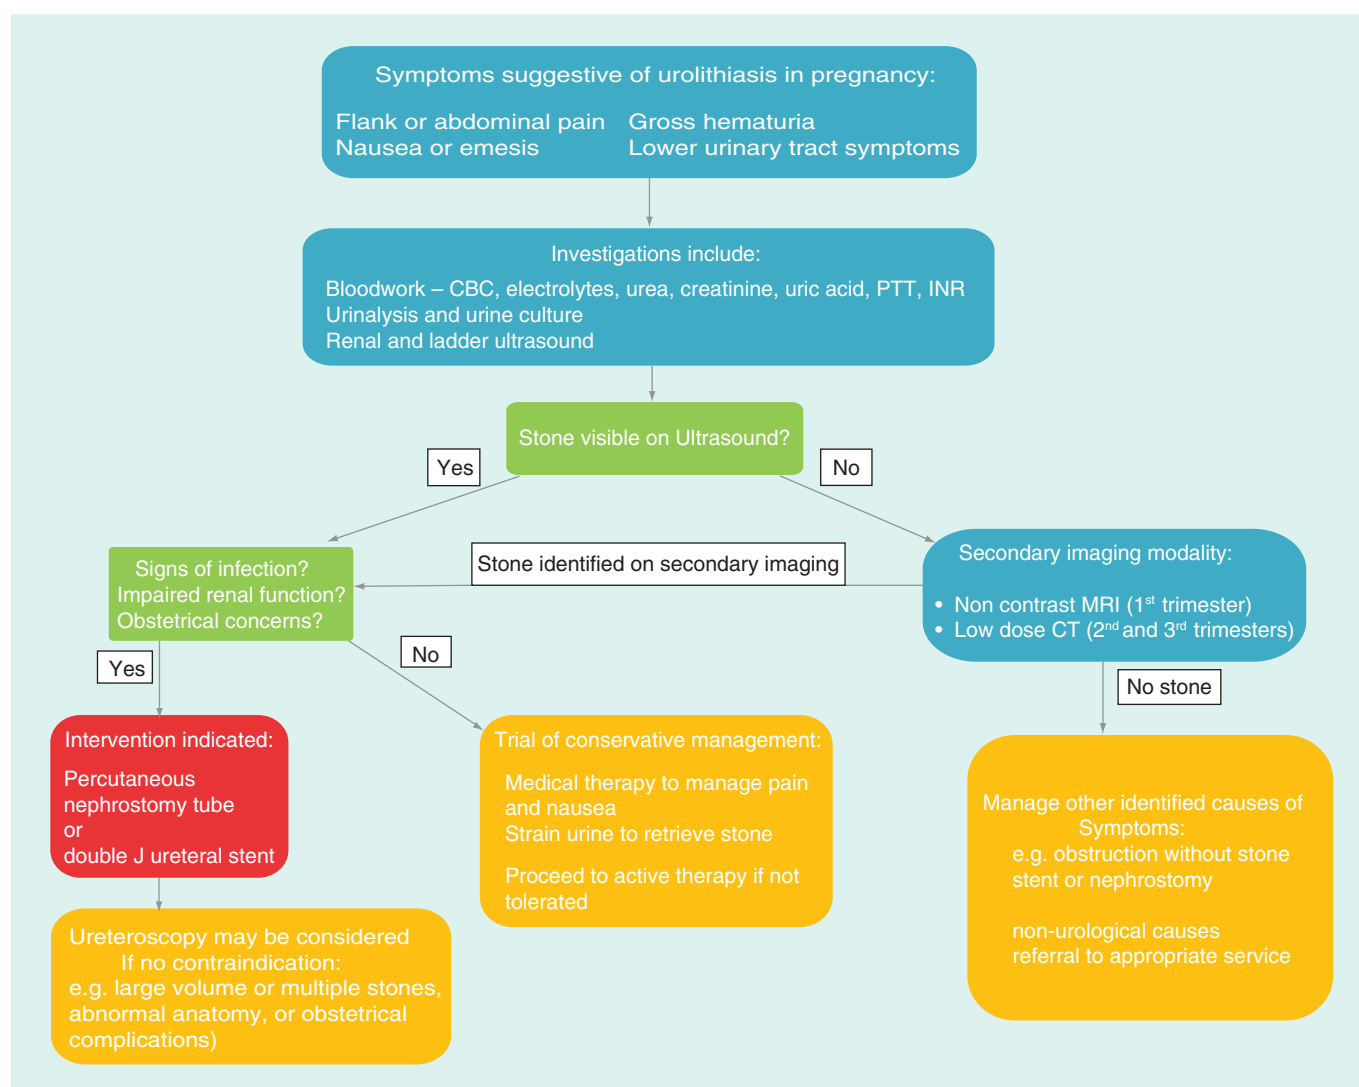 Symptoms suggestive of urolithiasis in pregnancy:
Flank or abdominal pain Gross hematuria
Nausea or emesis Lower urinary tract symptoms
Investigations include:
Bloodwork – CBC, electrolytes, urea, creatinine, uric acid, PTT, INR
Urinalysis and urine culture
Renal and ladder ultrasound
Stone visible on Ultrasound?
Yes
No
Signs of infection?
Impaired renal function?
Obstetrical concerns?
Stone identified on secondary imaging
Secondary imaging modality:
• Non contrast MRI (1st trimester)
• Low dose CT (2nd and 3rd trimesters)
Yes
No
No stone
Intervention indicated:
Percutaneous
nephrostomy tube
or
double J ureteral stent
Trial of conservative management:
Medical therapy to manage pain
and nausea
Strain urine to retrieve stone
Proceed to active therapy if not
tolerated
Manage other identified causes of
Symptoms:
e.g. obstruction without stone
stent or nephrostomy
non-urological causes
referral to appropriate service
Ureteroscopy may be considered
If no contraindication:
e.g. large volume or multiple stones,
abnormal anatomy, or obstetrical
complications)